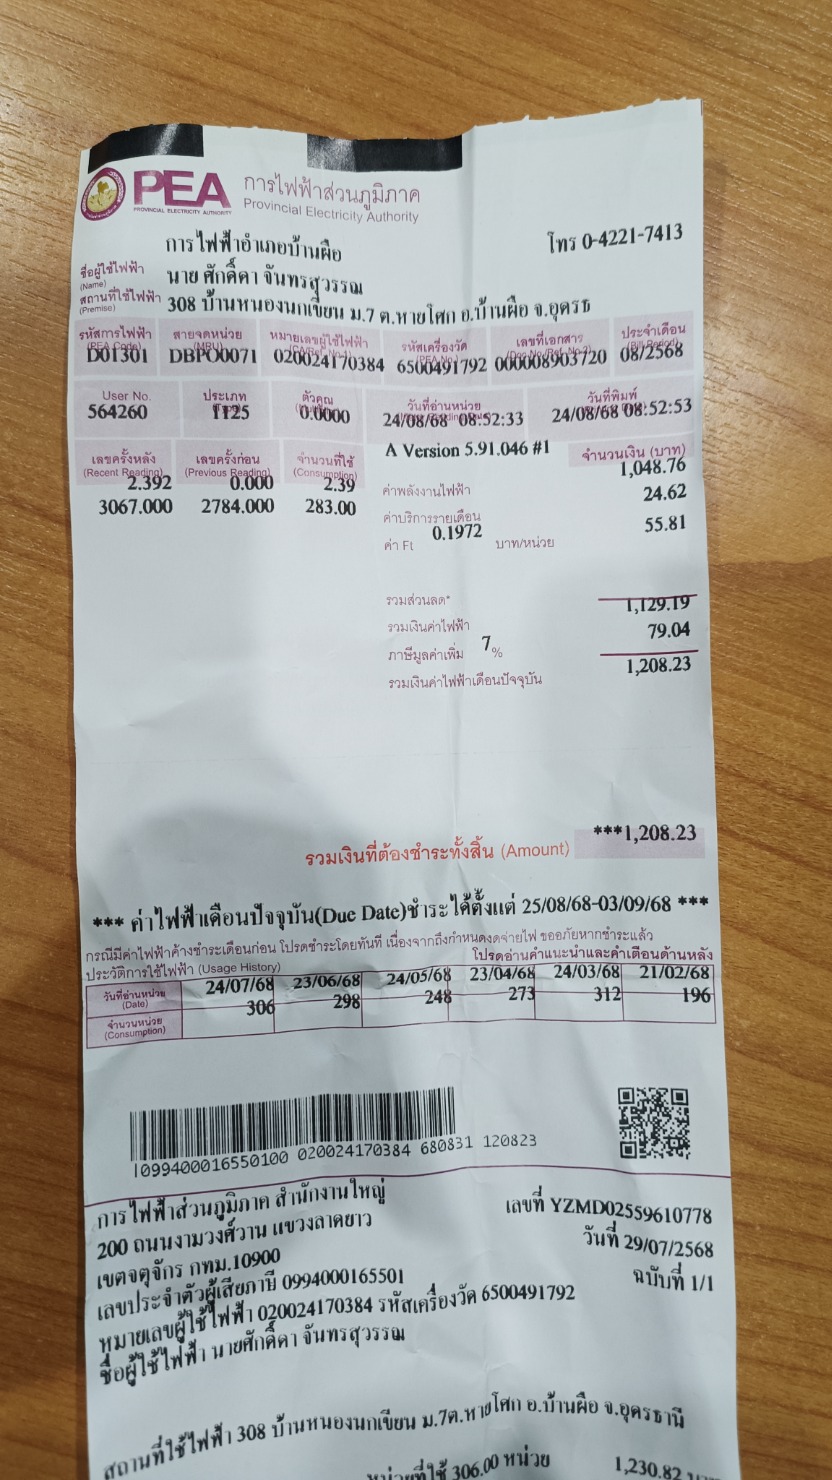 PEA
PROVINCIAL ELECTRICITY AUTHORITY
การไฟฟ้าส่วนภูมิภาค
Provincial Electricity Authority
การไฟฟ้าอำเภอบ้านผือ
โทร 0-4221-7413
ชื่อผู้ใช้ไฟฟ้า (Name) นาย ศักดิ์ดา จันทรสุวรรณ
สถานที่ใช้ไฟฟ้า (Premise) 308 บ้านหนองนกเขียน ม.7 ต.หายโศก อ.บ้านผือ จ.อุดรธ
รหัสการไฟฟ้า สายจดหน่วย หมายเลขผู้ใช้ไฟฟ้า รหัสเครื่องวัด เลขที่เอกสาร ประจำเดือน
D01301 DBPO0071 020024170384 6500491792 000008903720 08/2568
User No. ประเภท ตัวคูณ วันที่อ่านหน่วย วันที่พิมพ์
564260 1125 0.0000 24/08/68 08:52:33 24/08/68 08:52:53
เลขครั้งหลัง เลขครั้งก่อน จำนวนที่ใช้ A Version 5.91.046 #1 จำนวนเงิน (บาท)
(Recent Reading) (Previous Reading) (Consumption)
2.392 0.000 2.39
3067.000 2784.000 283.00
1,048.76
ค่าพลังงานไฟฟ้า 24.62
ค่าบริการรายเดือน 55.81
ค่า Ft 0.1972 บาท/หน่วย
รวมส่วนลด* 1,129.19
รวมเงินค่าไฟฟ้า 79.04
ภาษีมูลค่าเพิ่ม 7%
รวมเงินค่าไฟฟ้าเดือนปัจจุบัน 1,208.23
รวมเงินที่ต้องชำระทั้งสิ้น (Amount) ***1,208.23
*** ค่าไฟฟ้าเดือนปัจจุบัน(Due Date)ชำระได้ตั้งแต่ 25/08/68-03/09/68 ***
กรณีมีค่าไฟฟ้าค้างชำระเดือนก่อน โปรดชำระโดยทันที เนื่องจากถึงกำหนดงดจ่ายไฟ ขออภัยหากชำระแล้ว
ประวัติการใช้ไฟฟ้า (Usage History) โปรดอ่านคำแนะนำและคำเตือนด้านหลัง
วันที่อ่านหน่วย (Date) 24/07/68 23/06/68 24/05/68 23/04/68 24/03/68 21/02/68
จำนวนหน่วย (Consumption) 306 298 248 273 312 196
|099400016550100 020024170384 680831 120823
การไฟฟ้าส่วนภูมิภาค สำนักงานใหญ่
เลขที่ YZMD02559610778
200 ถนนงามวงศ์วาน แขวงลาดยาว
วันที่ 29/07/2568
เขตจตุจักร กทม.10900
ฉบับที่ 1/1
เลขประจำตัวผู้เสียภาษี 0994000165501
หมายเลขผู้ใช้ไฟฟ้า 020024170384 รหัสเครื่องวัด 6500491792
ชื่อผู้ใช้ไฟฟ้า นายศักดิ์ดา จันทรสุวรรณ
สถานที่ใช้ไฟฟ้า 308 บ้านหนองนกเขียน ม.7ต.หายโศก อ.บ้านผือ จ.อุดรธานี
หน่วยที่ใช้ 306.00 หน่วย 1,230.82